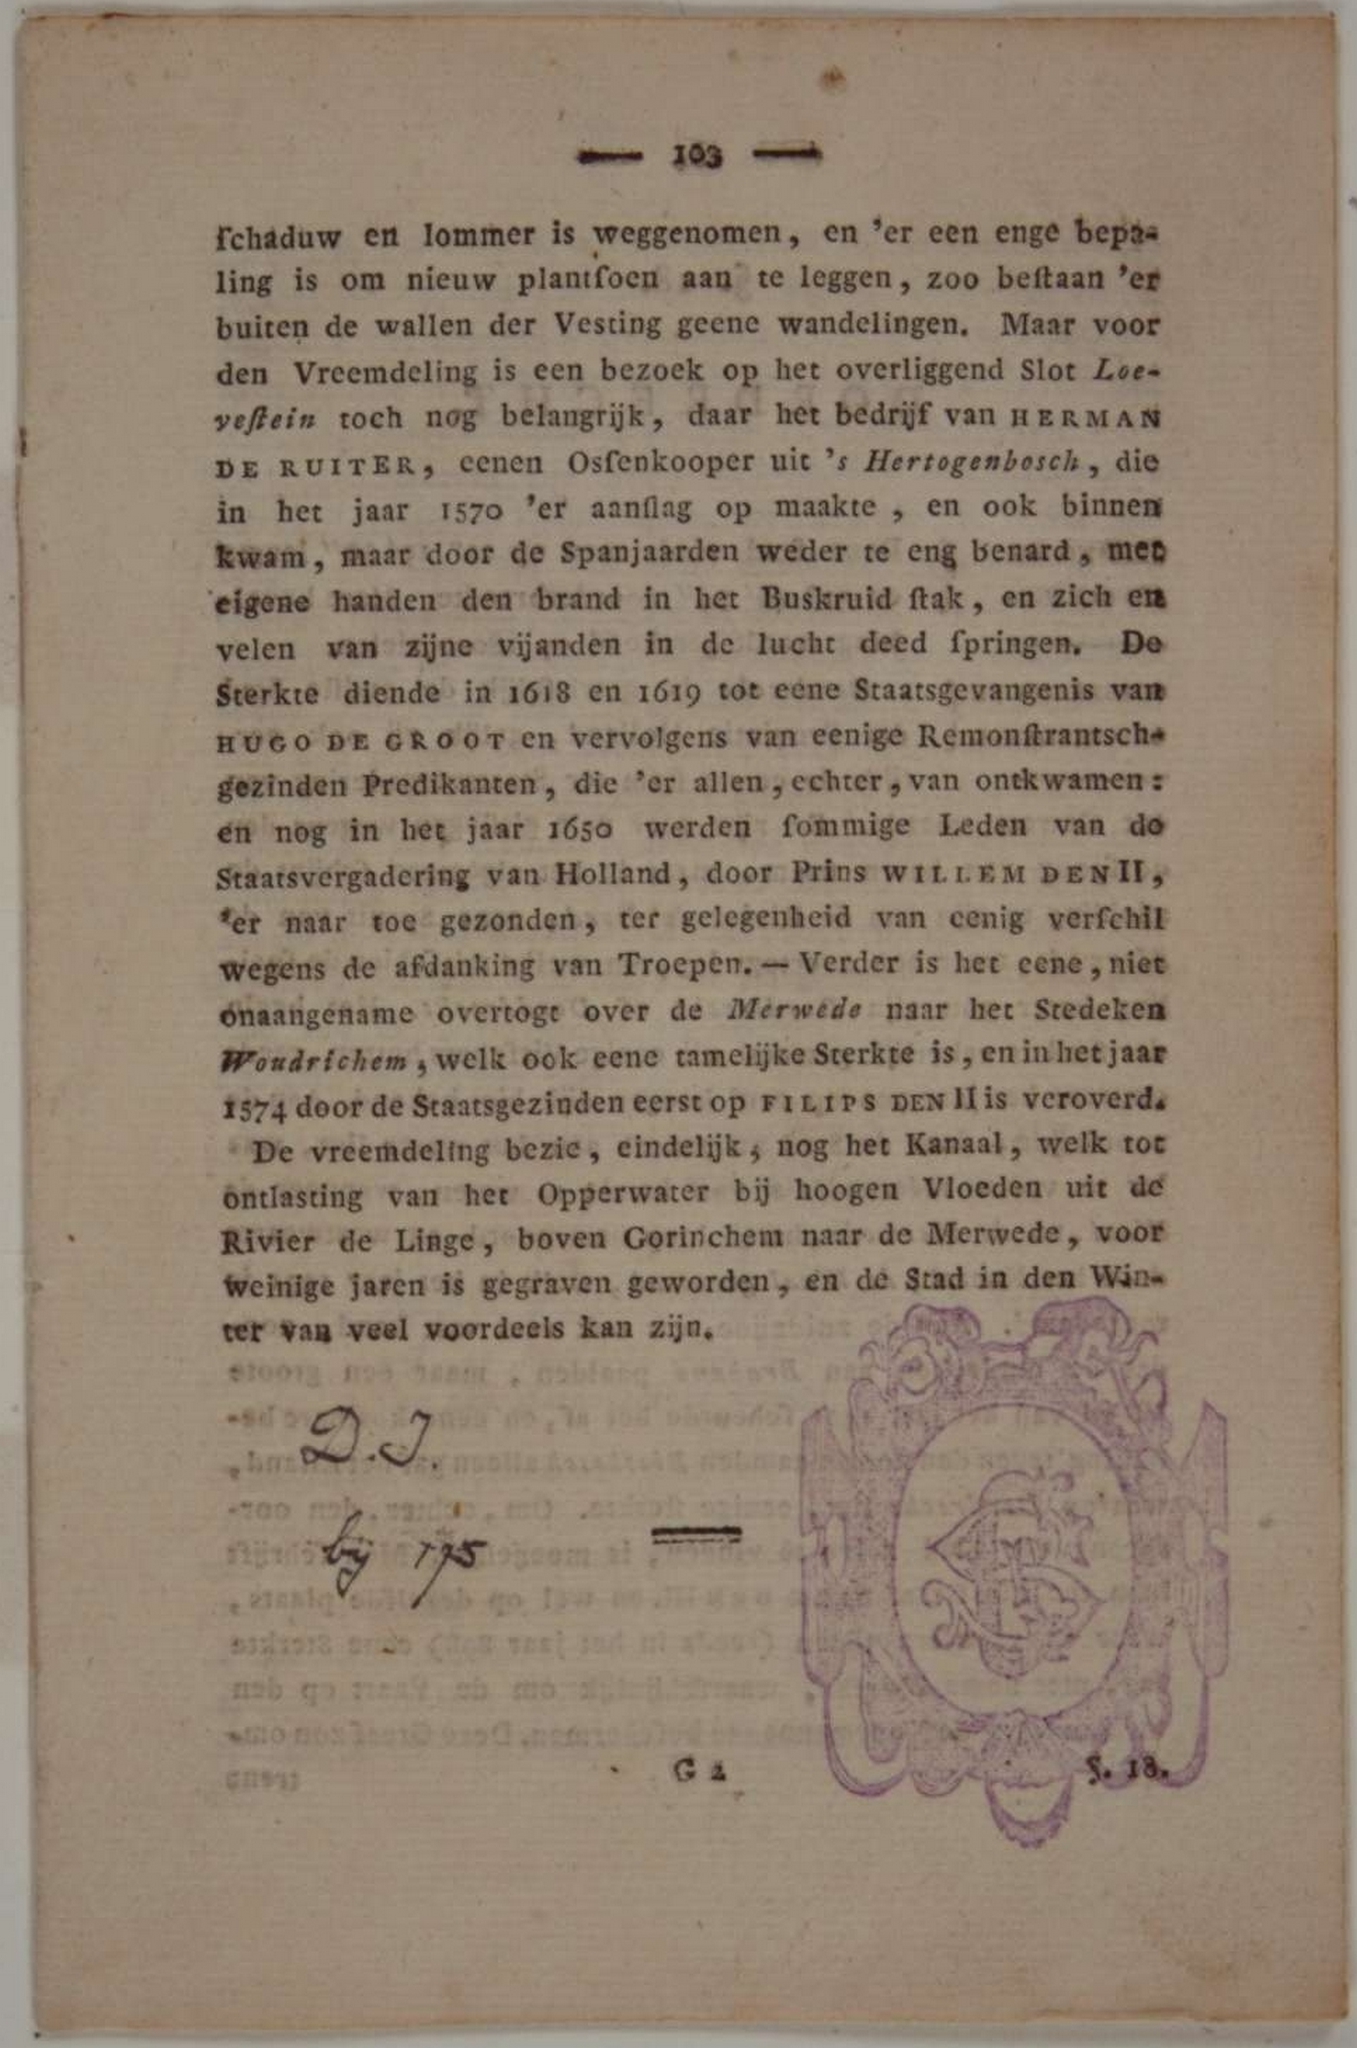 103
ſchaduw en lommer is weggenomen, en 'er een enge bepa-
ling is om nieuw plantſoen aan te leggen, zoo beſtaan 'er
buiten de wallen der Vesting geene wandelingen. Maar voor
den Vreemdeling is een bezoek op het overliggend Slot Loe-
veſtein toch nog belangrijk, daar het bedrijf van HERMAN
DE RUITER, eenen Osſenkooper uit 's Hertogenbosch, die
in het jaar 1570 'er aanſlag op maakte, en ook binnen
kwam, maar door de Spanjaarden weder te eng benard, met
eigene handen den brand in het Buskruid ſtak, en zich en
velen van zijne vijanden in de lucht deed ſpringen. De
Sterkte diende in 1618 en 1619 tot eene Staatsgevangenis van
HUGO DE GROOT en vervolgens van eenige Remonſtrantsch-
gezinden Predikanten, die 'er allen, echter, van ontkwamen:
en nog in het jaar 1650 werden ſommige Leden van de
Staatsvergadering van Holland, door Prins WILLEM DEN II,
'er naar toe gezonden, ter gelegenheid van eenig verſchil
wegens de afdanking van Troepen. — Verder is het eene, niet
onaangename overtogt over de Merwede naar het Stedeken
Woudrichem, welk ook eene tamelijke Sterkte is, en in het jaar
1574 door de Staatsgezinden eerst op FILIPS DEN II is veroverd.
De vreemdeling bezie, eindelijk, nog het Kanaal, welk tot
ontlasting van het Opperwater bij hoogen Vloeden uit de
Rivier de Linge, boven Gorinchem naar de Merwede, voor
weinige jaren is gegraven geworden, en de Stad in den Win-
ter van veel voordeels kan zijn.
D. J.
bij 175
G 2
§. 18.